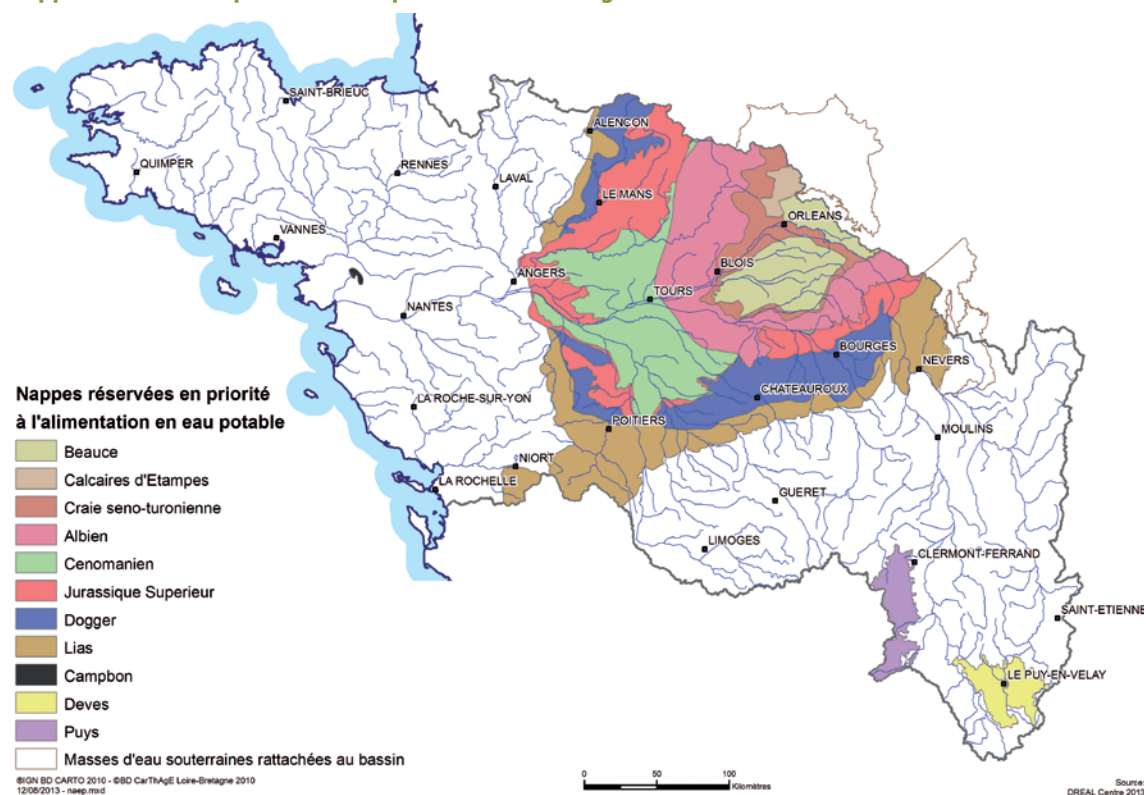 SAINT-BRIEUC
ALENCON
QUIMPER
RENNES
LAVAL
LE MANS
ORLEANS
VANNES
BLOIS
ANGERS
TOURS
NANTES
BOURGES
NEVERS
CHATEAUROUX
LA ROCHE-SUR-YON
POITIERS
MOULINS
NIORT
LA ROCHELLE
GUERET
LIMOGES
CLERMONT-FERRAND
SAINT-ETIENNE
LE PUY-EN-VELAY
Nappes réservées en priorité
à l'alimentation en eau potable
Beauce
Calcaires d'Etampes
Craie seno-turonienne
Albien
Cenomanien
Jurassique Superieur
Dogger
Lias
Campbon
Deves
Puys
Masses d'eau souterraines rattachées au bassin
©IGN BD CARTO 2010 - ©BD CarThAgE Loire-Bretagne 2010
12/08/2013 - naep.mxd
0 50 100
Kilomètres
Source:
DREAL Centre 2013